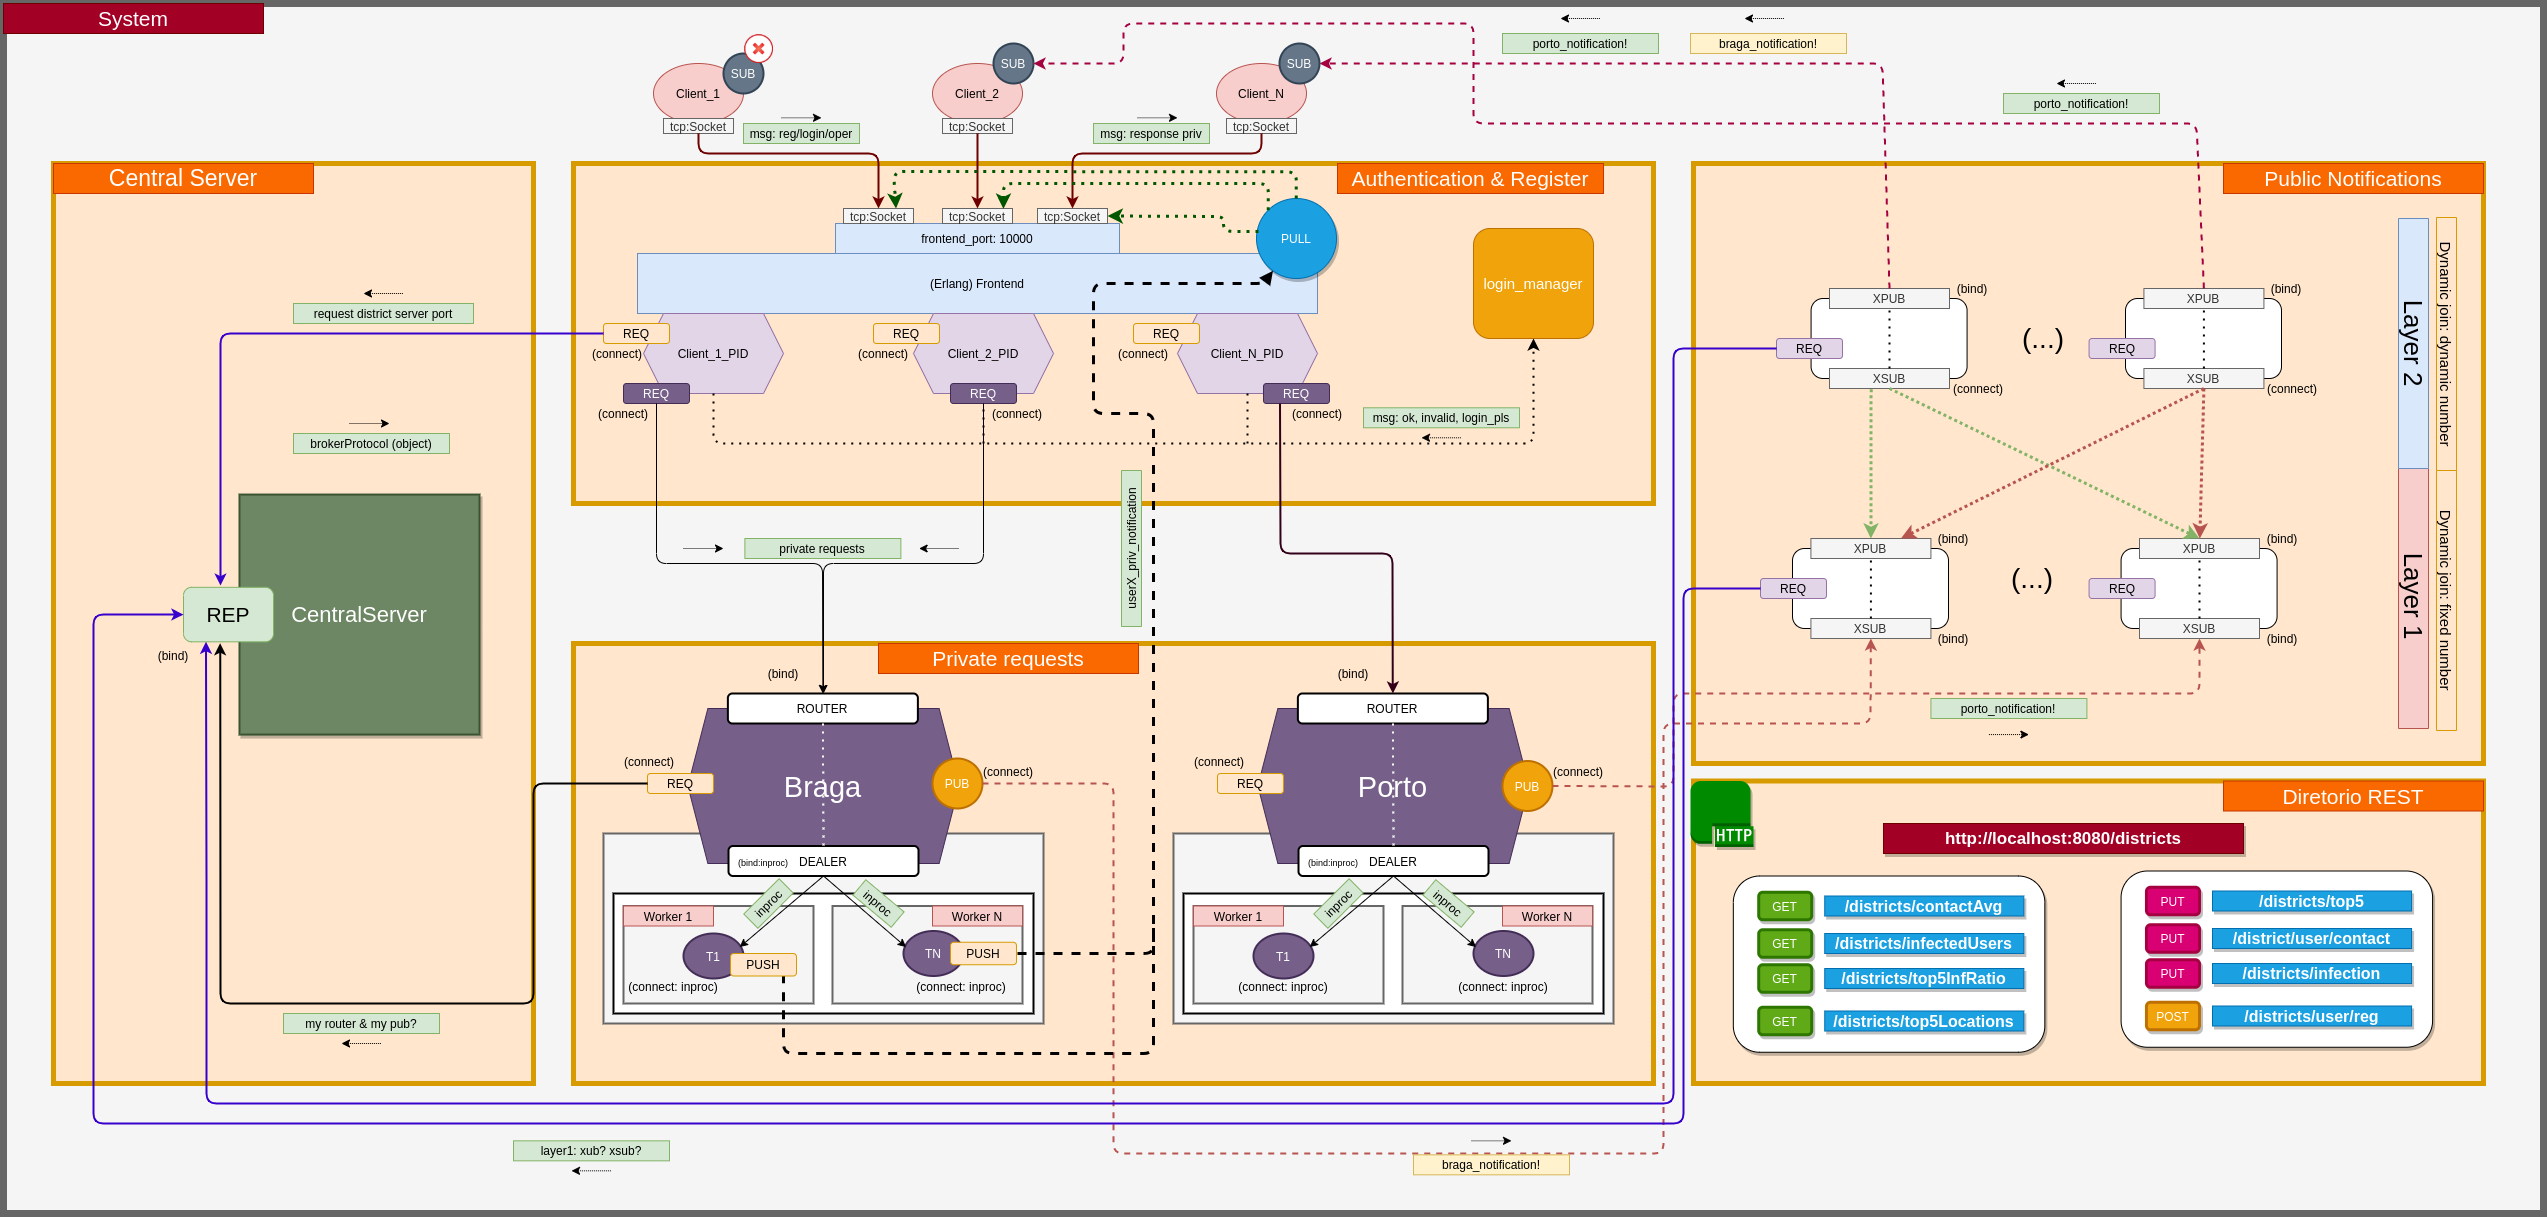 System
porto_notification!
braga_notification!
SUB
SUB
SUB
Client_1
Client_2
Client_N
porto_notification!
tcp:Socket
tcp:Socket
tcp:Socket
msg: reg/login/oper
msg: response priv
Central Server
request district server port
brokerProtocol (object)
REP
CentralServer
(bind)
my router & my pub?
Authentication & Register
tcp:Socket
tcp:Socket
tcp:Socket
frontend_port: 10000
PULL
(Erlang) Frontend
login_manager
REQ
REQ
REQ
(connect)
Client_1_PID
(connect)
Client_2_PID
(connect)
Client_N_PID
REQ
REQ
REQ
(connect)
(connect)
(connect)
msg: ok, invalid, login_pls
userX_priv_notification
private requests
Private requests
(bind)
ROUTER
(connect)
REQ
Braga
PUB
(connect)
(bind:inproc)
DEALER
inproc
inproc
Worker 1
Worker N
T1
PUSH
TN
PUSH
(connect: inproc)
(connect: inproc)
(bind)
ROUTER
(connect)
REQ
Porto
PUB
(connect)
(bind:inproc)
DEALER
inproc
inproc
Worker 1
Worker N
T1
TN
(connect: inproc)
(connect: inproc)
Public Notifications
XPUB
(bind)
XPUB
(bind)
REQ
(...)
REQ
XSUB
(connect)
XSUB
(connect)
Layer 2
Dynamic join: dynamic number
XPUB
(bind)
XPUB
(bind)
REQ
(...)
REQ
XSUB
(bind)
XSUB
(bind)
Layer 1
Dynamic join: fixed number
porto_notification!
Diretorio REST
HTTP
http://localhost:8080/districts
GET
/districts/contactAvg
GET
/districts/infectedUsers
GET
/districts/top5InfRatio
GET
/districts/top5Locations
PUT
/districts/top5
PUT
/district/user/contact
PUT
/districts/infection
POST
/districts/user/reg
layer1: xub? xsub?
braga_notification!